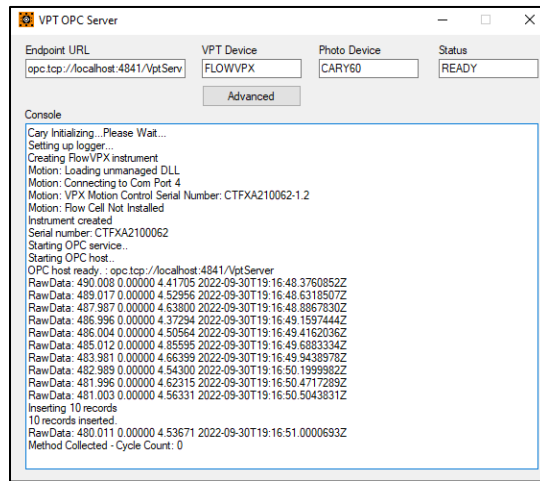 VPT OPC Server
Endpoint URL VPT Device Photo Device Status
opc.tcp://localhost:4841/VptServ FLOWVPX CARY60 READY
Advanced
Console
Cary Initializing...Please Wait...
Setting up logger...
Creating FlowVPX instrument
Motion: Loading unmanaged DLL
Motion: Connecting to Com Port 4
Motion: VPX Motion Control Serial Number: CTFXA210062-1.2
Motion: Flow Cell Not Installed
Instrument created
Serial number: CTFXA2100062
Starting OPC service..
Starting OPC host..
OPC host ready. : opc.tcp://localhost:4841/VptServer
RawData: 490.008 0.00000 4.41705 2022-09-30T19:16:48.3760852Z
RawData: 489.017 0.00000 4.52956 2022-09-30T19:16:48.6318507Z
RawData: 487.987 0.00000 4.63800 2022-09-30T19:16:48.8867830Z
RawData: 486.996 0.00000 4.37294 2022-09-30T19:16:49.1597444Z
RawData: 486.004 0.00000 4.50564 2022-09-30T19:16:49.4162036Z
RawData: 485.012 0.00000 4.85595 2022-09-30T19:16:49.6883334Z
RawData: 483.981 0.00000 4.66399 2022-09-30T19:16:49.9438978Z
RawData: 482.989 0.00000 4.54300 2022-09-30T19:16:50.1999982Z
RawData: 481.996 0.00000 4.62315 2022-09-30T19:16:50.4717289Z
RawData: 481.003 0.00000 4.56331 2022-09-30T19:16:50.5043831Z
Inserting 10 records
10 records inserted.
RawData: 480.011 0.00000 4.53671 2022-09-30T19:16:51.0000693Z
Method Collected - Cycle Count: 0